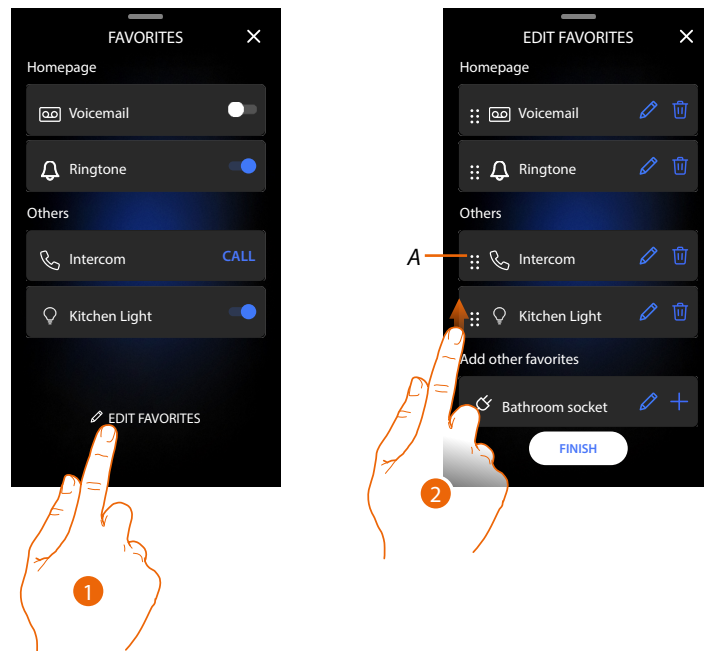 FAVORITES
Homepage
Voicemail
Ringtone
Others
Intercom CALL
Kitchen Light
EDIT FAVORITES
1
EDIT FAVORITES
Homepage
Voicemail
Ringtone
Others
A
Intercom
Kitchen Light
Add other favorites
Bathroom socket
FINISH
2